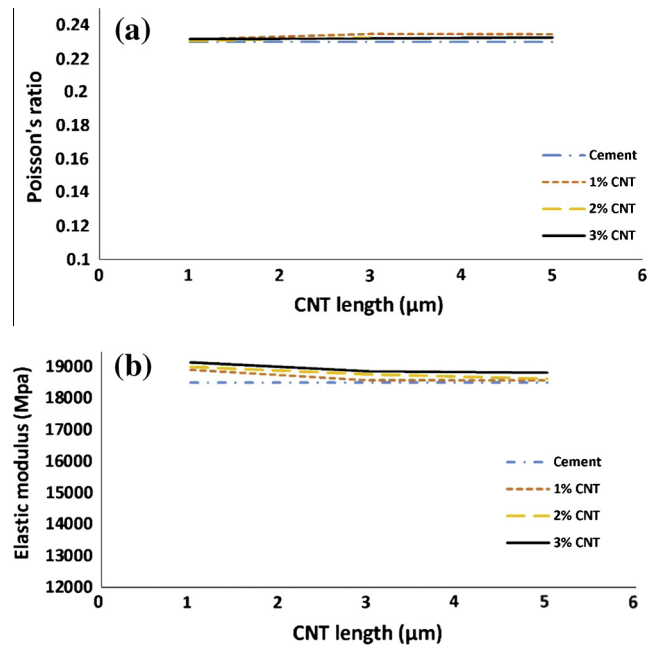 (a)
Poisson's ratio
0.24
0.22
0.2
0.18
0.16
0.14
0.12
0.1
0 1 2 3 4 5 6
CNT length (µm)
Cement
1% CNT
2% CNT
3% CNT
(b)
Elastic modulus (Mpa)
19000
18000
17000
16000
15000
14000
13000
12000
0 1 2 3 4 5 6
CNT length (µm)
Cement
1% CNT
2% CNT
3% CNT